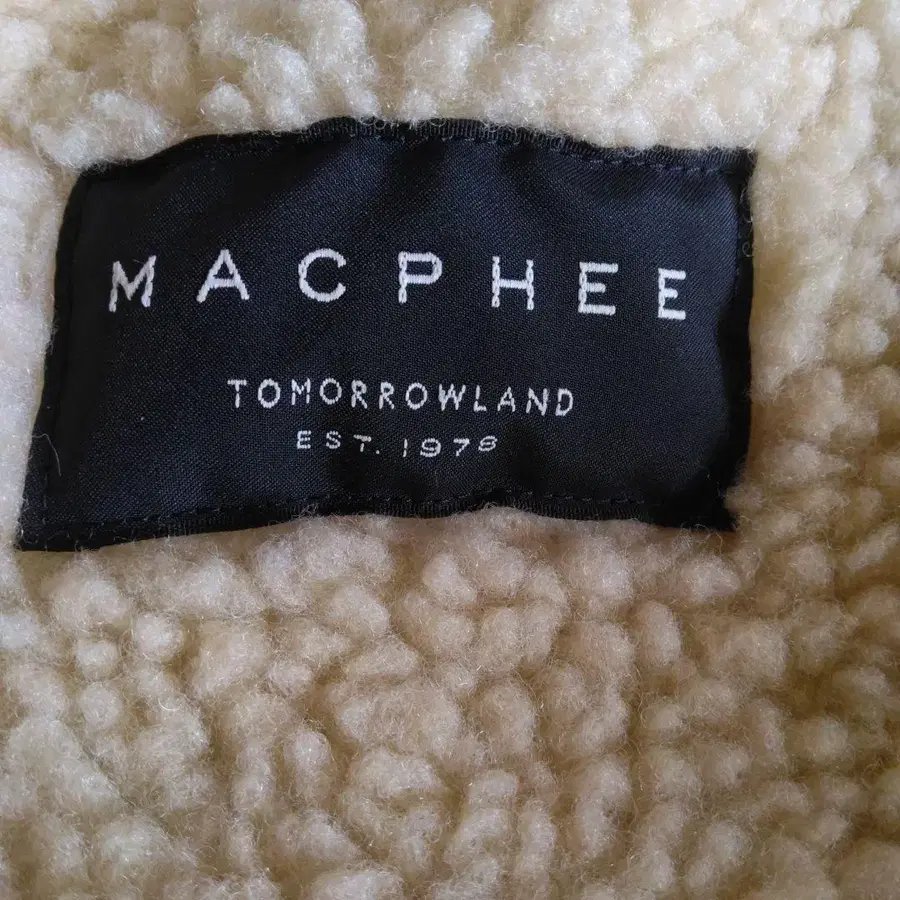 MACPHEE
TOMORROWLAND
EST. 1978